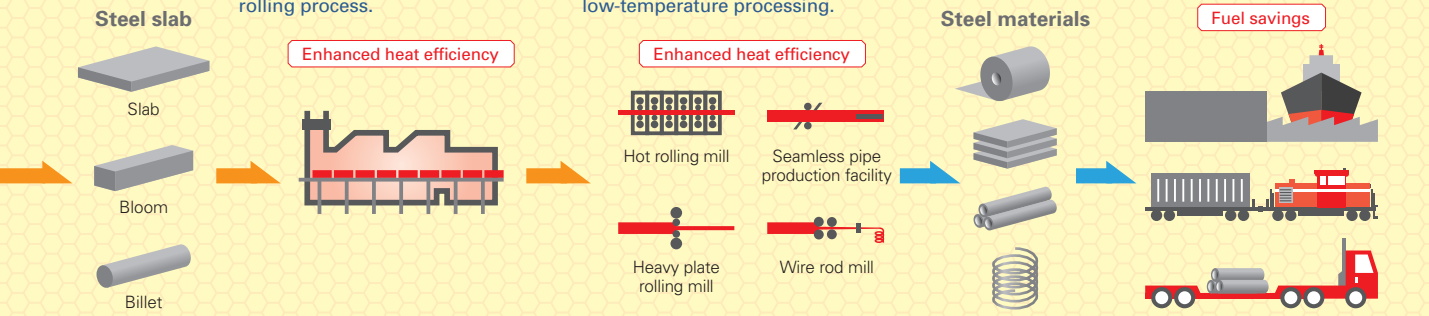 rolling process.
low-temperature processing.
Steel slab
Slab
Bloom
Billet
Enhanced heat efficiency
Enhanced heat efficiency
Hot rolling mill
Seamless pipe
production facility
Heavy plate
rolling mill
Wire rod mill
Steel materials
Fuel savings